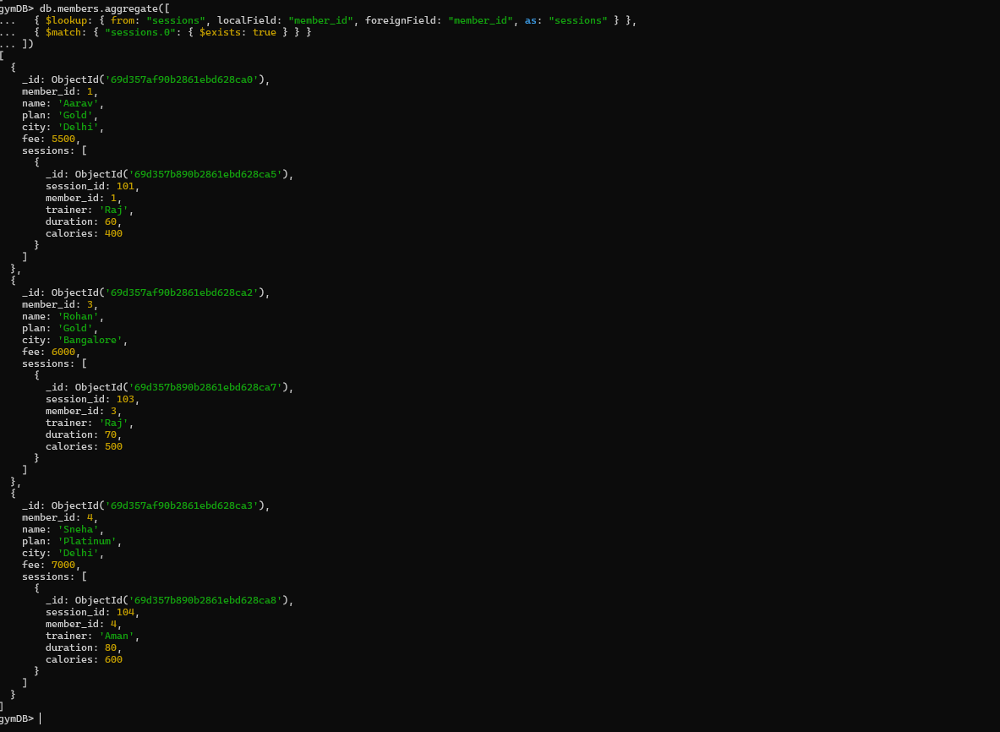 gymDB> db.members.aggregate([
...   { $lookup: { from: "sessions", localField: "member_id", foreignField: "member_id", as: "sessions" } },
...   { $match: { "sessions.0": { $exists: true } } }
... ])
[
  {
    _id: ObjectId('69d357af90b2861ebd628ca0'),
    member_id: 1,
    name: 'Aarav',
    plan: 'Gold',
    city: 'Delhi',
    fee: 5500,
    sessions: [
      {
        _id: ObjectId('69d357b890b2861ebd628ca5'),
        session_id: 101,
        member_id: 1,
        trainer: 'Raj',
        duration: 60,
        calories: 400
      }
    ]
  },
  {
    _id: ObjectId('69d357af90b2861ebd628ca2'),
    member_id: 3,
    name: 'Rohan',
    plan: 'Gold',
    city: 'Bangalore',
    fee: 6000,
    sessions: [
      {
        _id: ObjectId('69d357b890b2861ebd628ca7'),
        session_id: 103,
        member_id: 3,
        trainer: 'Raj',
        duration: 70,
        calories: 500
      }
    ]
  },
  {
    _id: ObjectId('69d357af90b2861ebd628ca3'),
    member_id: 4,
    name: 'Sneha',
    plan: 'Platinum',
    city: 'Delhi',
    fee: 7000,
    sessions: [
      {
        _id: ObjectId('69d357b890b2861ebd628ca8'),
        session_id: 104,
        member_id: 4,
        trainer: 'Aman',
        duration: 80,
        calories: 600
      }
    ]
  }
]
gymDB>